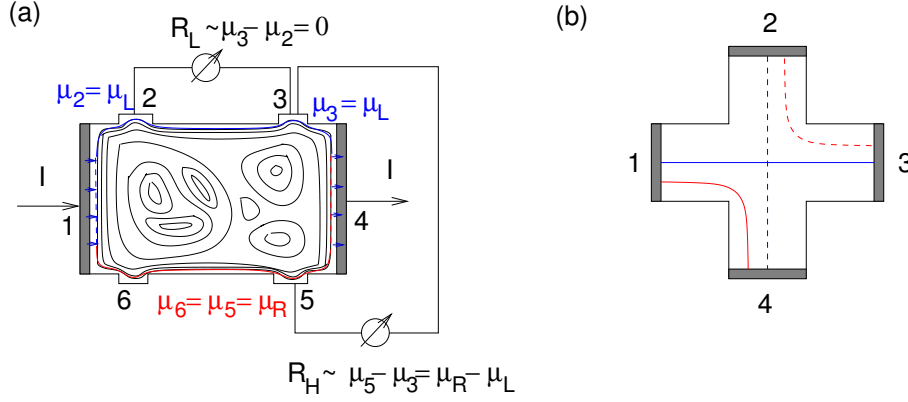 (a)
R_L ~ μ_3 − μ_2 = 0
μ_2 = μ_L
2
3
μ_3 = μ_L
I
I
1
4
6
5
μ_6 = μ_5 = μ_R
R_H ~ μ_5 − μ_3 = μ_R − μ_L
(b)
2
1
3
4